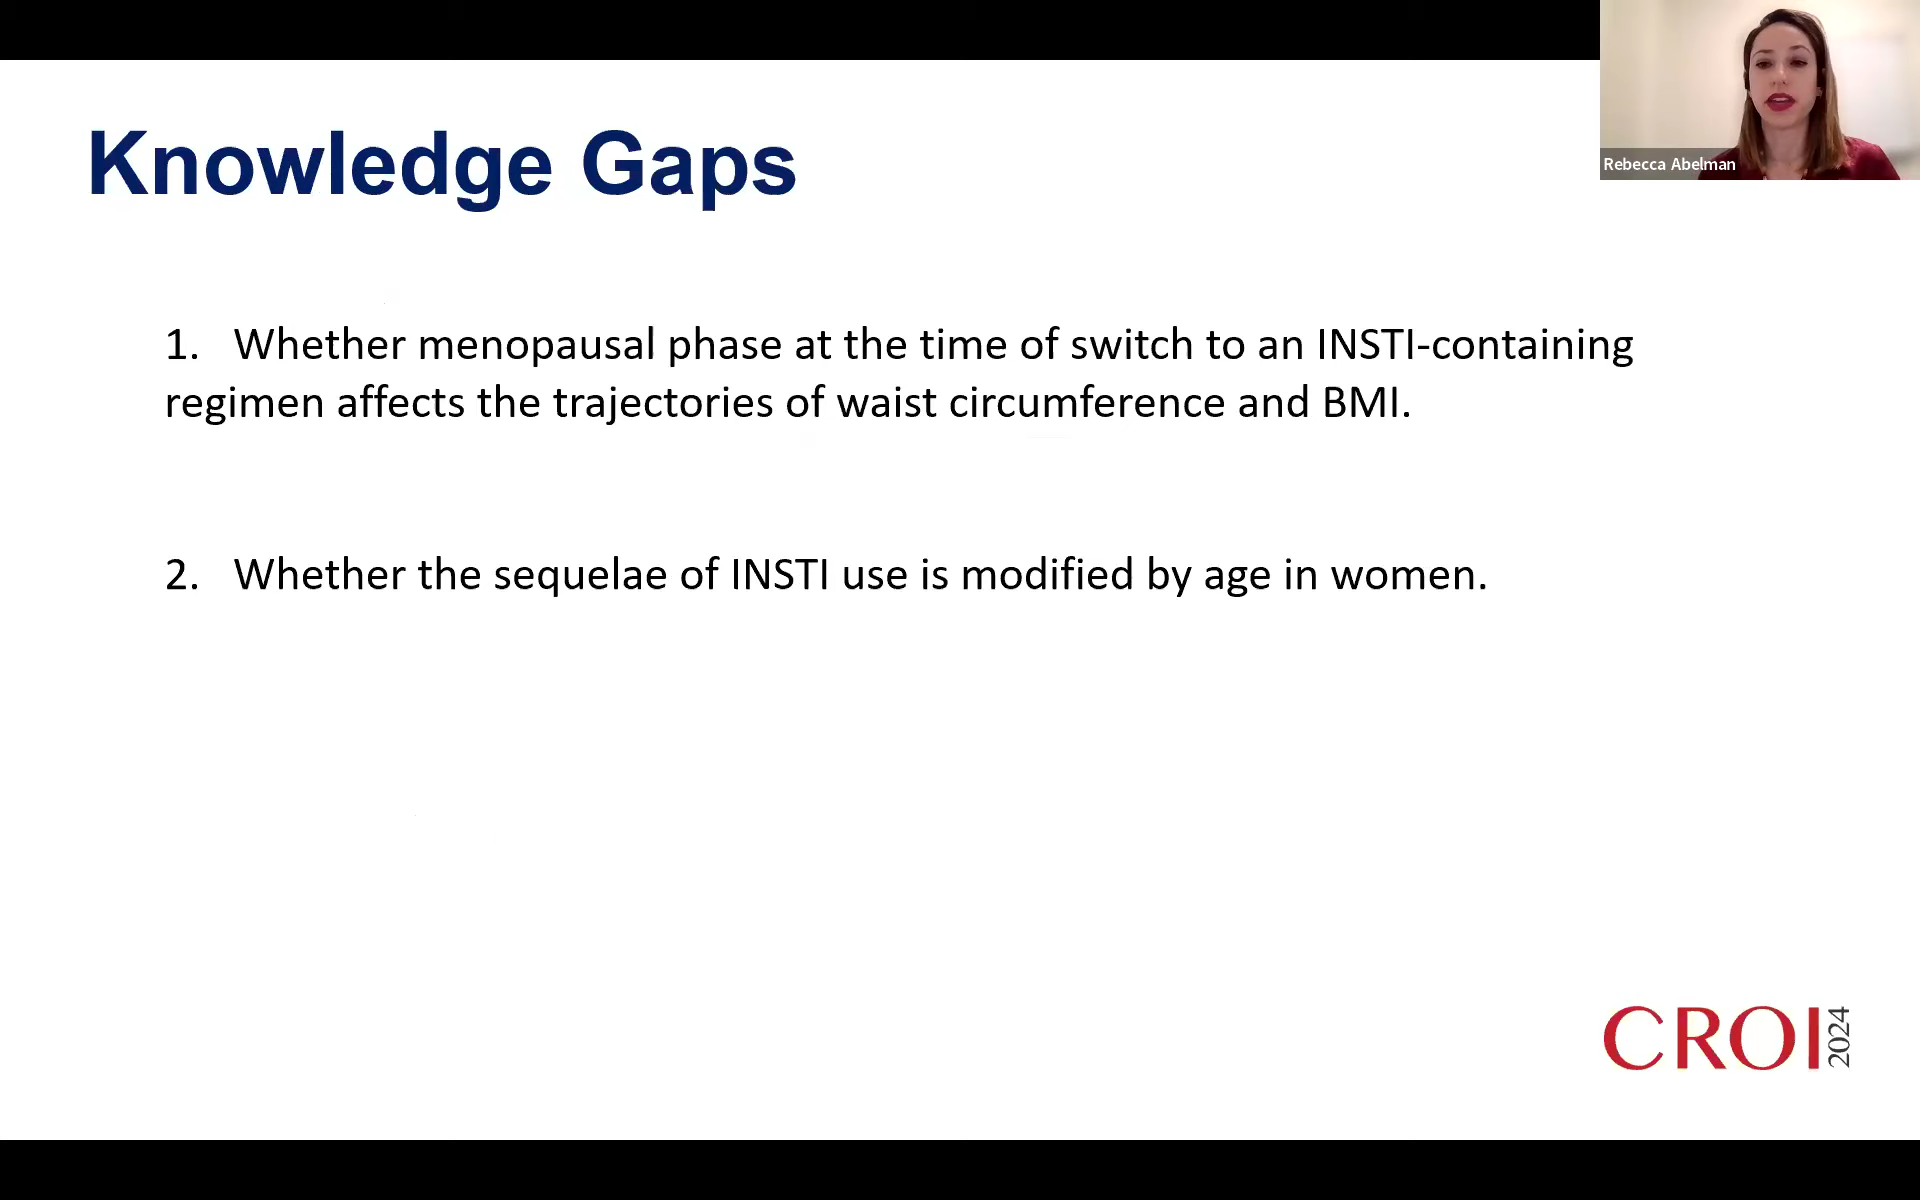 Knowledge Gaps
Rebecca Abelman
1. Whether menopausal phase at the time of switch to an INSTI-containing
regimen affects the trajectories of waist circumference and BMI.
2. Whether the sequelae of INSTI use is modified by age in women.
CROI 2024